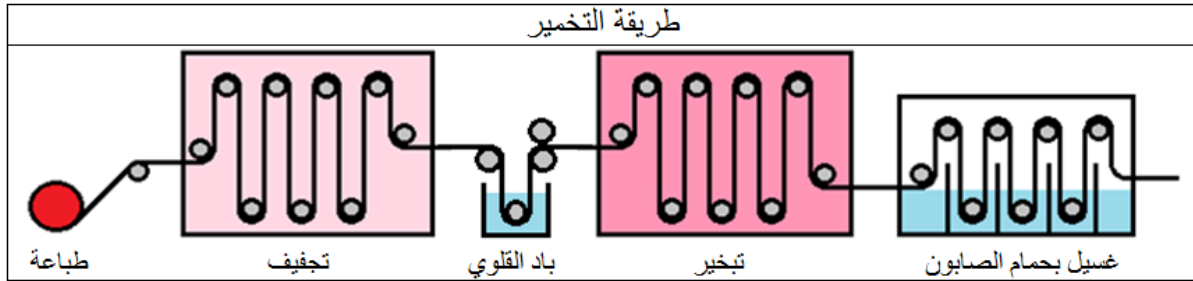 طريقة التخمير
طباعة
تجفيف
باد القلوي
تبخير
غسيل بحمام الصابون